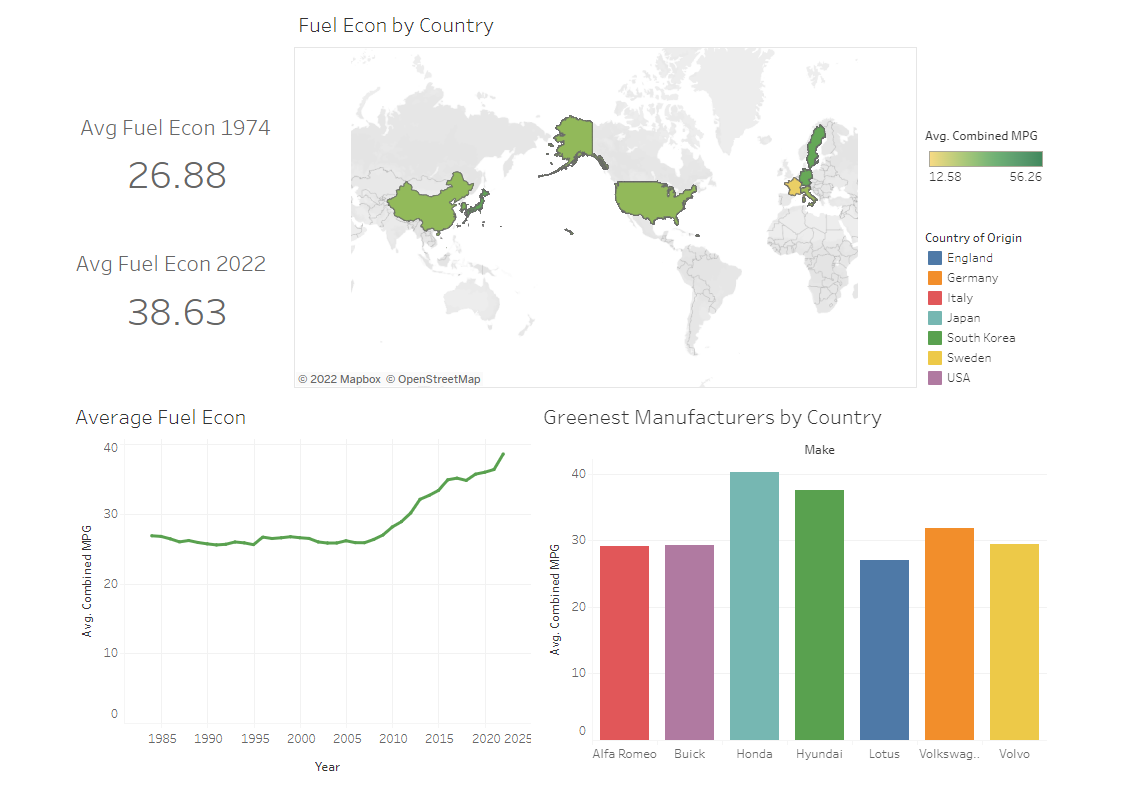 Fuel Econ by Country
Avg Fuel Econ 1974
26.88
Avg Fuel Econ 2022
38.63
© 2022 Mapbox © OpenStreetMap
Avg. Combined MPG
12.58 56.26
Country of Origin
England
Germany
Italy
Japan
South Korea
Sweden
USA
Average Fuel Econ
Avg. Combined MPG
40
30
20
10
0
1985 1990 1995 2000 2005 2010 2015 2020 2025
Year
Greenest Manufacturers by Country
Make
Avg. Combined MPG
40
30
20
10
0
Alfa Romeo Buick Honda Hyundai Lotus Volkswag.. Volvo